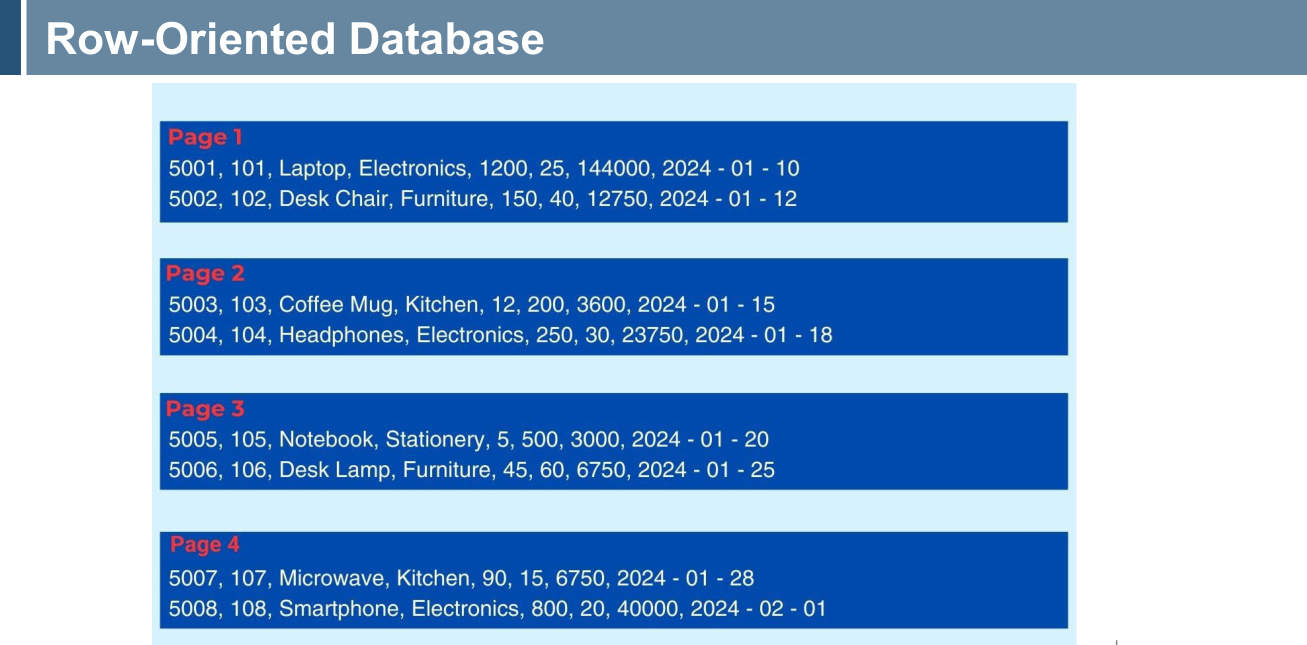 Row-Oriented Database
Page 1
5001, 101, Laptop, Electronics, 1200, 25, 144000, 2024 - 01 - 10
5002, 102, Desk Chair, Furniture, 150, 40, 12750, 2024 - 01 - 12
Page 2
5003, 103, Coffee Mug, Kitchen, 12, 200, 3600, 2024 - 01 - 15
5004, 104, Headphones, Electronics, 250, 30, 23750, 2024 - 01 - 18
Page 3
5005, 105, Notebook, Stationery, 5, 500, 3000, 2024 - 01 - 20
5006, 106, Desk Lamp, Furniture, 45, 60, 6750, 2024 - 01 - 25
Page 4
5007, 107, Microwave, Kitchen, 90, 15, 6750, 2024 - 01 - 28
5008, 108, Smartphone, Electronics, 800, 20, 40000, 2024 - 02 - 01